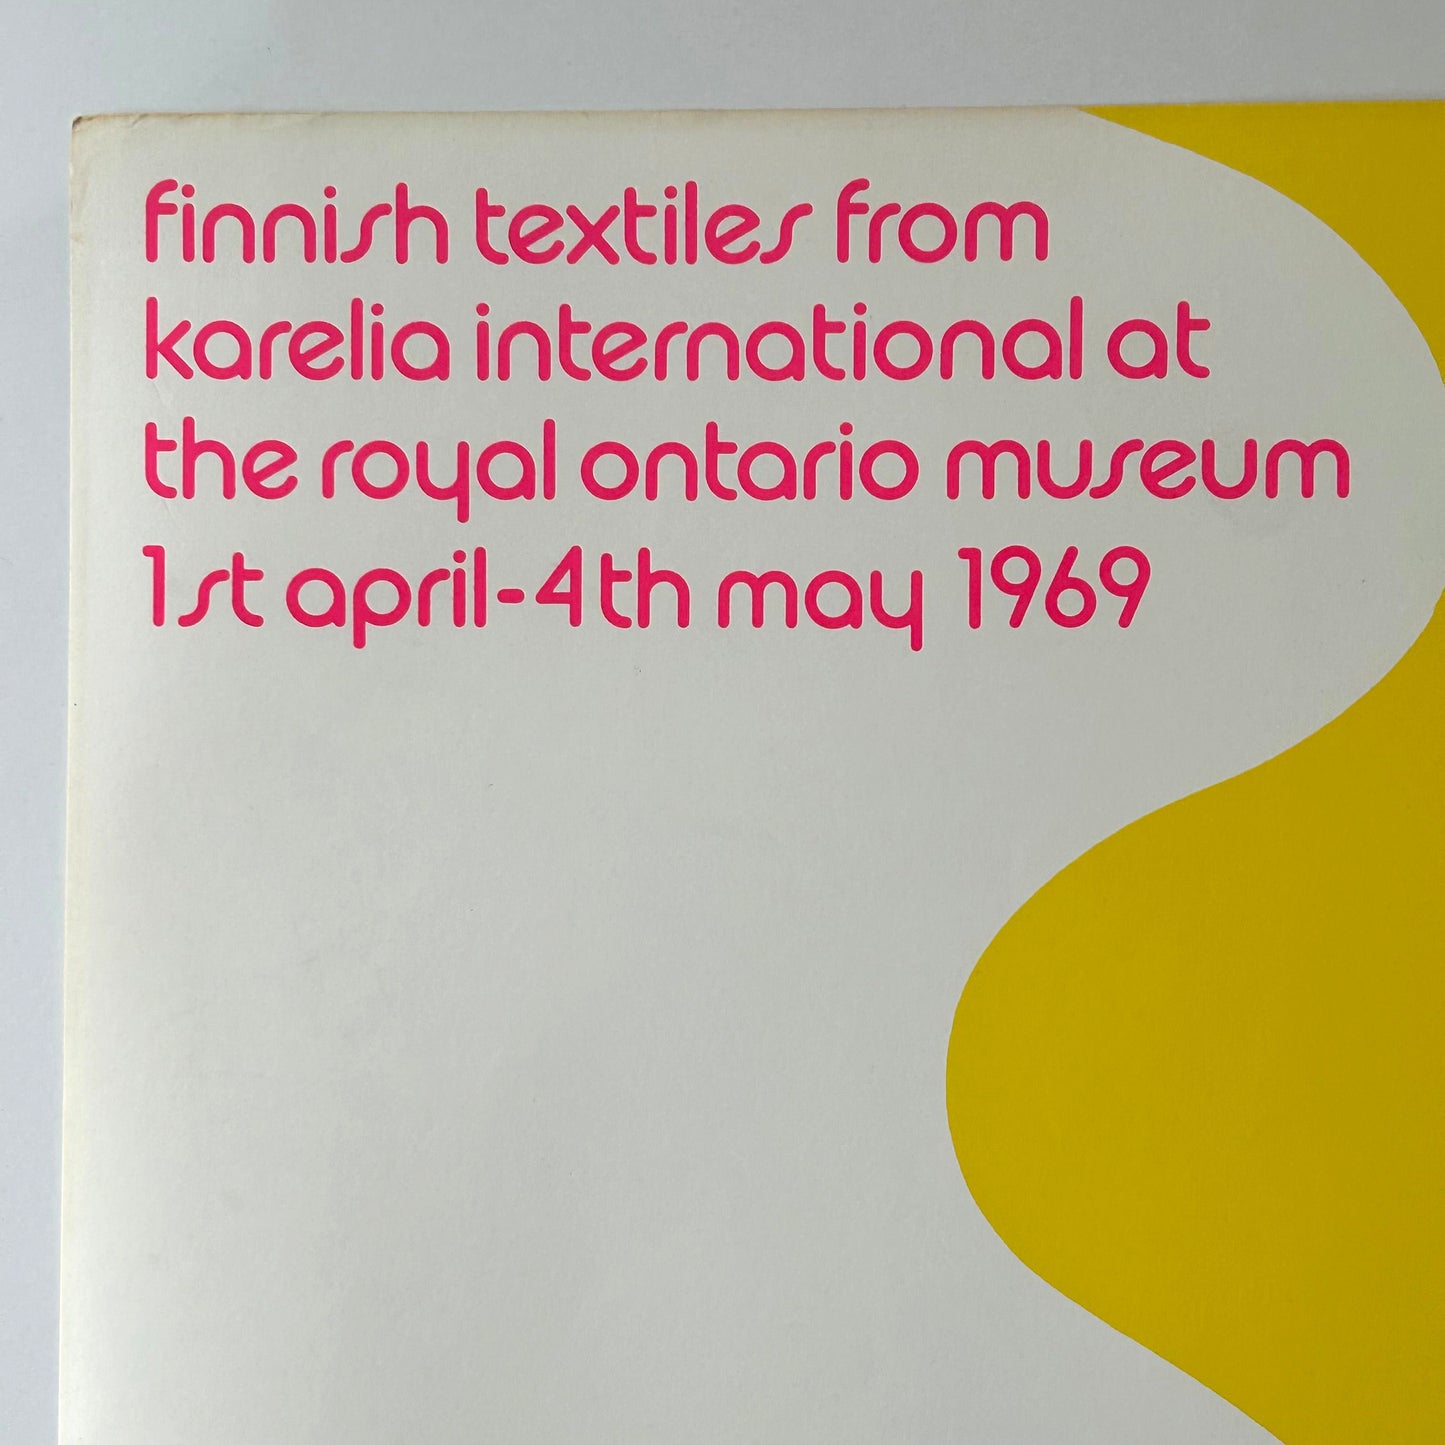 finnish textiles from
karelia international at
the royal ontario museum
1st april-4th may 1969